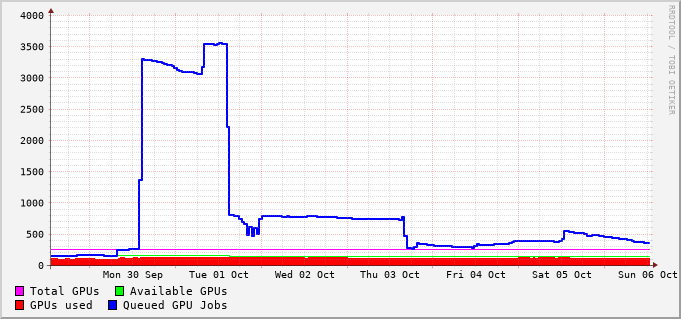 4000
3500
3000
2500
2000
1500
1000
500
0
Mon 30 Sep Tue 01 Oct Wed 02 Oct Thu 03 Oct Fri 04 Oct Sat 05 Oct Sun 06 Oct
Total GPUs Available GPUs
GPUs used Queued GPU Jobs
RRDTOOL / TOBI OETIKER